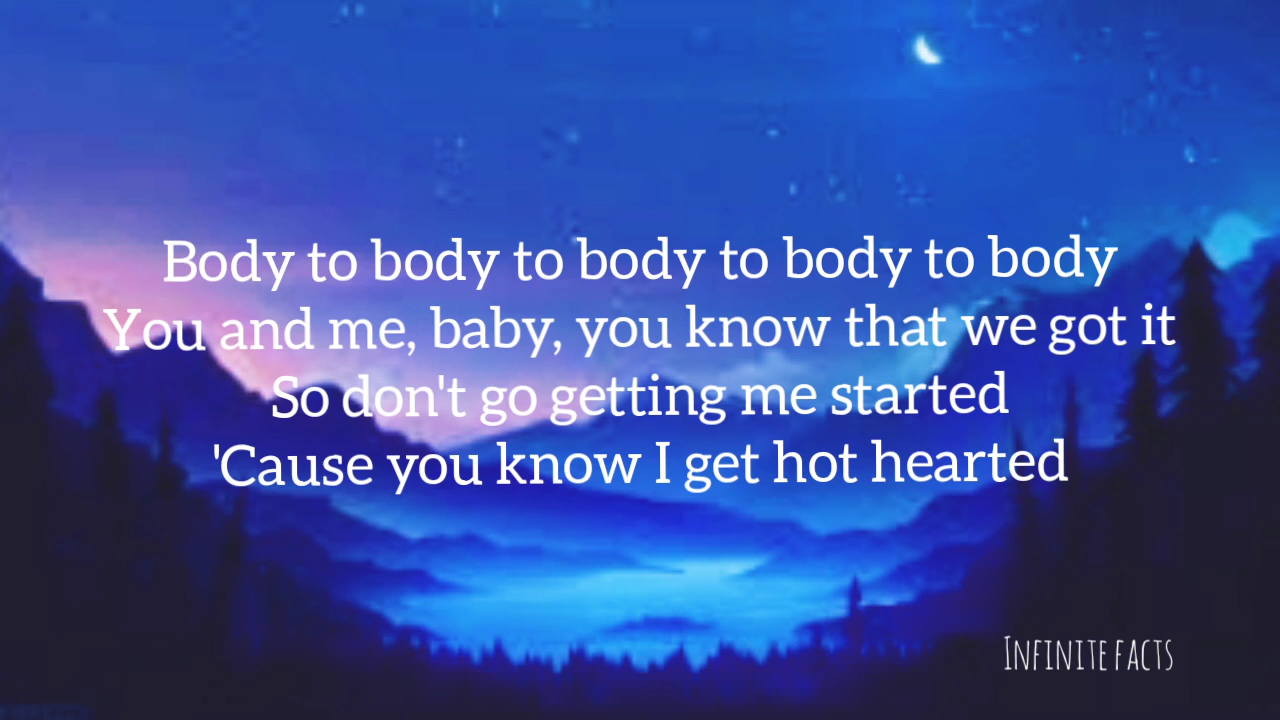 Body to body to body to body to body
You and me, baby, you know that we got it
So don't go getting me started
'Cause you know I get hot hearted
INFINITE FACTS